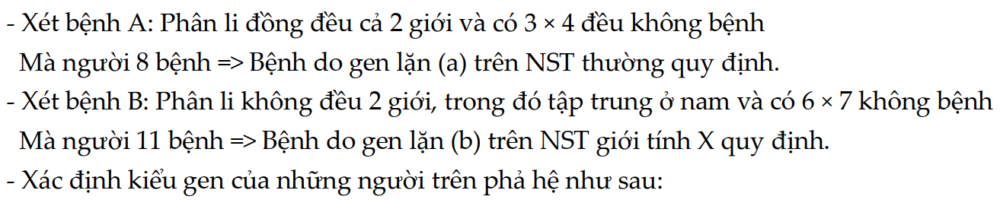 - Xét bệnh A: Phân li đồng đều cả 2 giới và có 3 × 4 đều không bệnh
Mà người 8 bệnh => Bệnh do gen lặn (a) trên NST thường quy định.
- Xét bệnh B: Phân li không đều 2 giới, trong đó tập trung ở nam và có 6 × 7 không bệnh
Mà người 11 bệnh => Bệnh do gen lặn (b) trên NST giới tính X quy định.
- Xác định kiểu gen của những người trên phả hệ như sau: